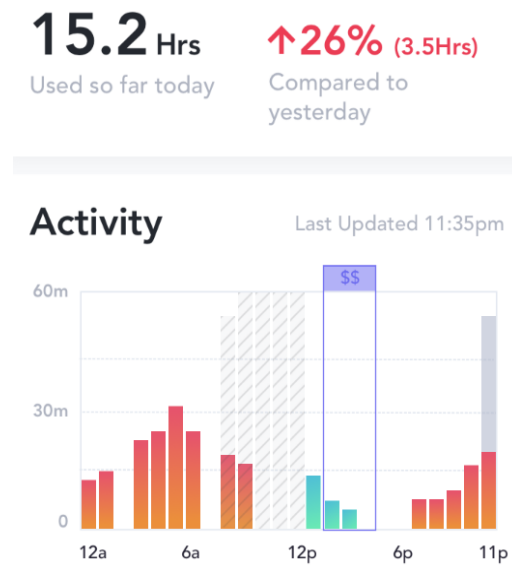 15.2 Hrs
↑26% (3.5Hrs)
Used so far today
Compared to
yesterday
Activity
Last Updated 11:35pm
$$
60m
30m
0
12a 6a 12p 6p 11p